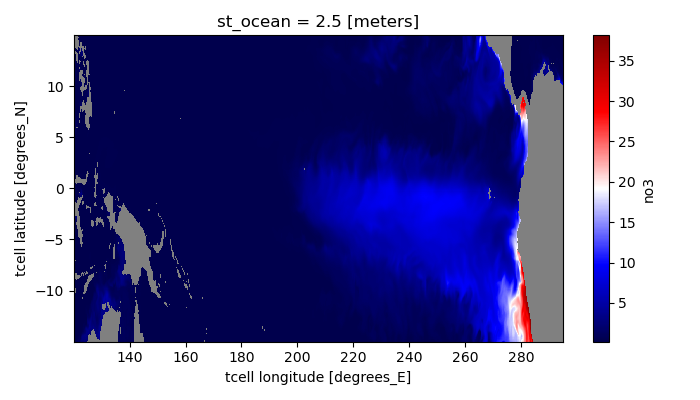 st_ocean = 2.5 [meters]
10
5
0
−5
−10
tcell latitude [degrees_N]
140 160 180 200 220 240 260 280
tcell longitude [degrees_E]
35
30
25
20
15
10
5
no3